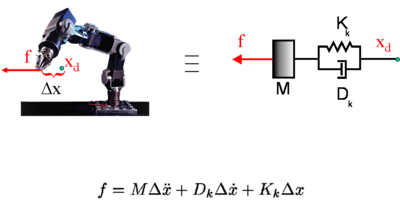 f
x_d
Δx
≡
f
M
K_k
D_k
x_d
f = MΔẍ + D_kΔẋ + K_kΔx